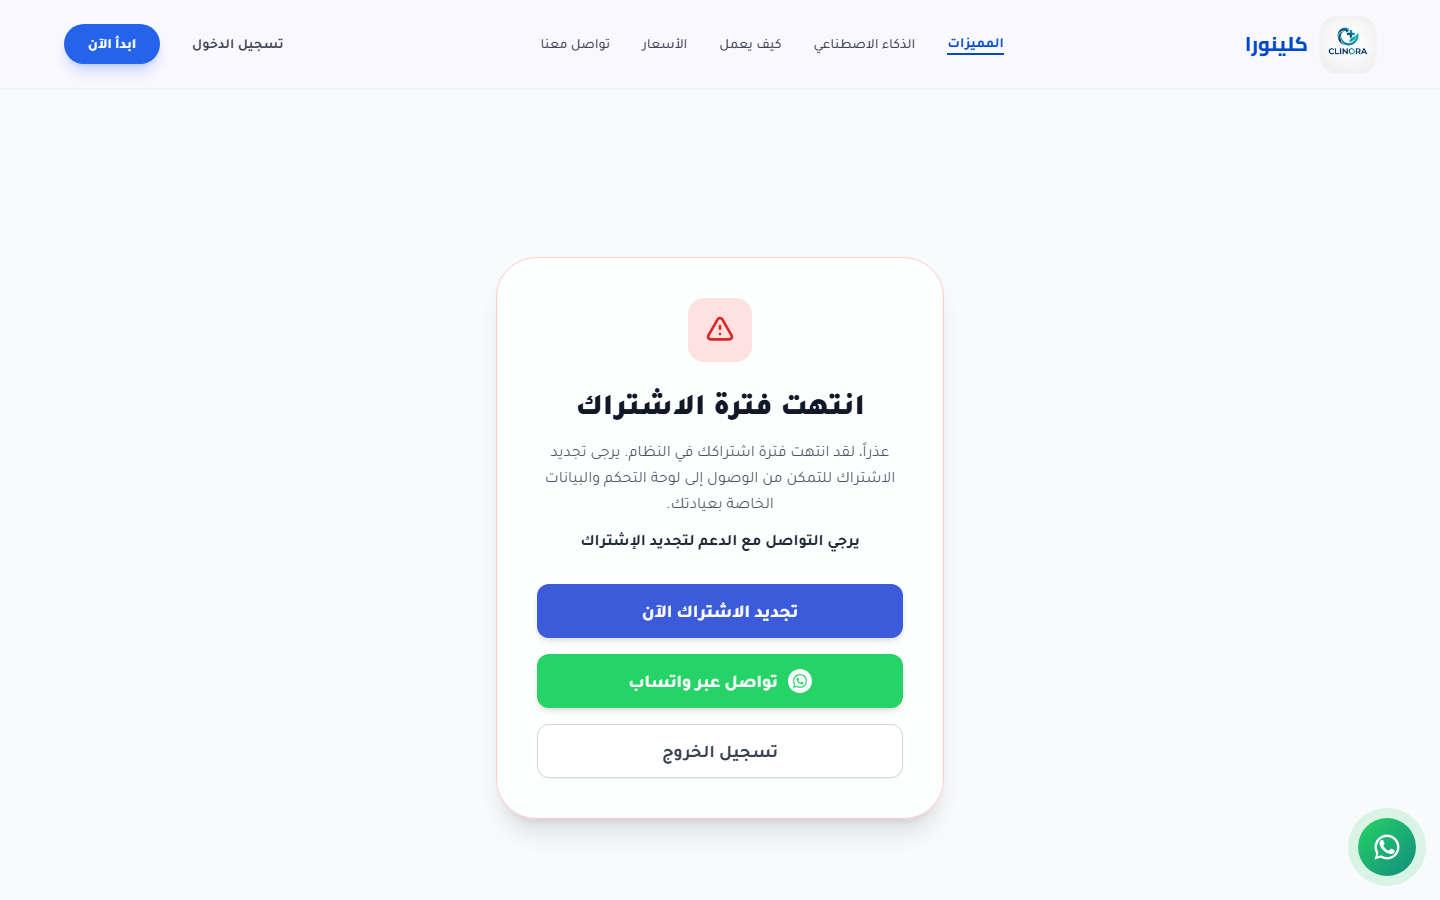 CLINORA
كلينورا
المميزات
الذكاء الاصطناعي
كيف يعمل
الأسعار
تواصل معنا
تسجيل الدخول
ابدأ الآن
انتهت فترة الاشتراك
عذراً، لقد انتهت فترة اشتراكك في النظام. يرجى تجديد
الاشتراك للتمكن من الوصول إلى لوحة التحكم والبيانات
الخاصة بعيادتك.
يرجي التواصل مع الدعم لتجديد الإشتراك
تجديد الاشتراك الآن
تواصل عبر واتساب
تسجيل الخروج